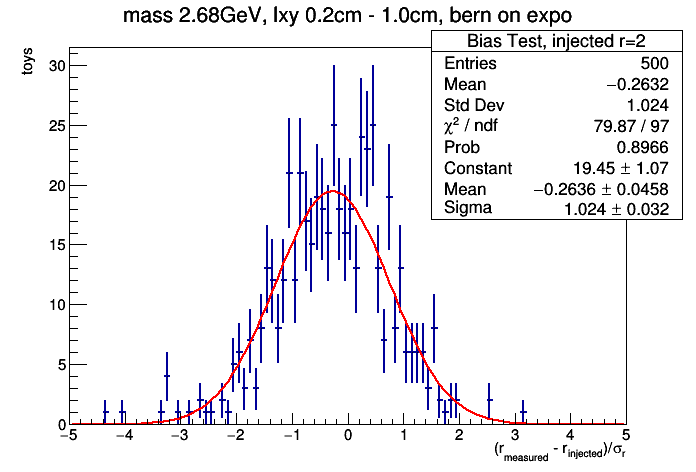 mass 2.68GeV, lxy 0.2cm - 1.0cm, bern on expo
toys
Bias Test, injected r=2
Entries 500
Mean −0.2632
Std Dev 1.024
χ² / ndf 79.87 / 97
Prob 0.8966
Constant 19.45 ± 1.07
Mean −0.2636 ± 0.0458
Sigma 1.024 ± 0.032
30
25
20
15
10
5
0
−5 −4 −3 −2 −1 0 1 2 3 4 5
(r_measured - r_injected)/σ_r